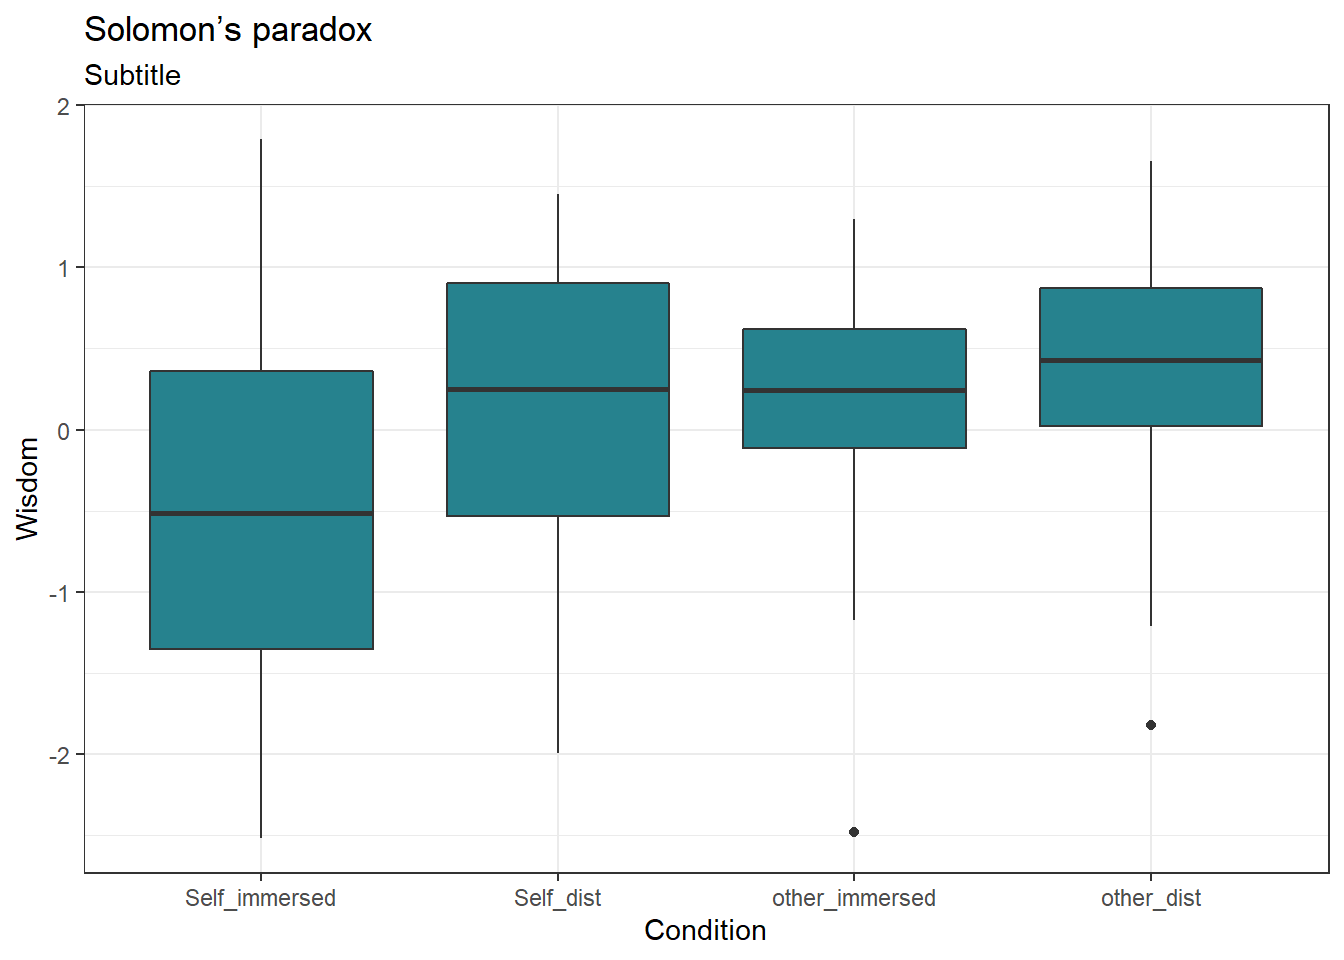 Solomon’s paradox
Subtitle
2
1
0
-1
-2
Wisdom
Self_immersed
Self_dist
other_immersed
other_dist
Condition